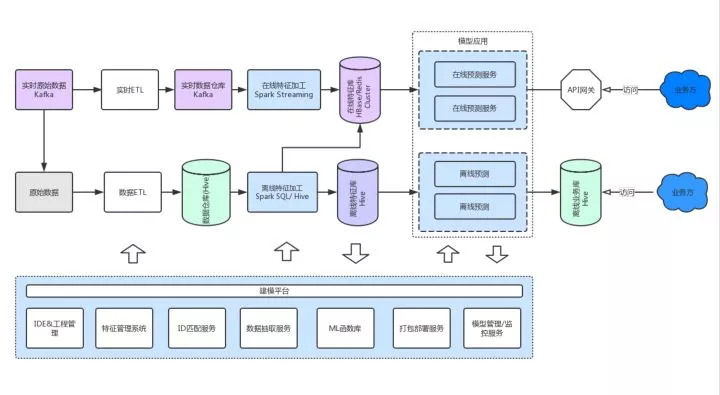 模型应用
实时原始数据
Kafka
实时ETL
实时数据仓库
Kafka
在线特征加工
Spark Streaming
在线特征库
HBase/Redis
Cluster
在线预测服务
在线预测服务
API网关
访问
业务方
原始数据
数据ETL
数据仓库(Hive
离线特征加工
Spark SQL/ Hive
离线特征库
Hive
离线预测
离线预测
离线业务库
Hive
访问
业务方
建模平台
IDE&工程管
理
特征管理系统
ID匹配服务
数据抽取服务
ML函数库
打包部署服务
模型管理/监
控服务